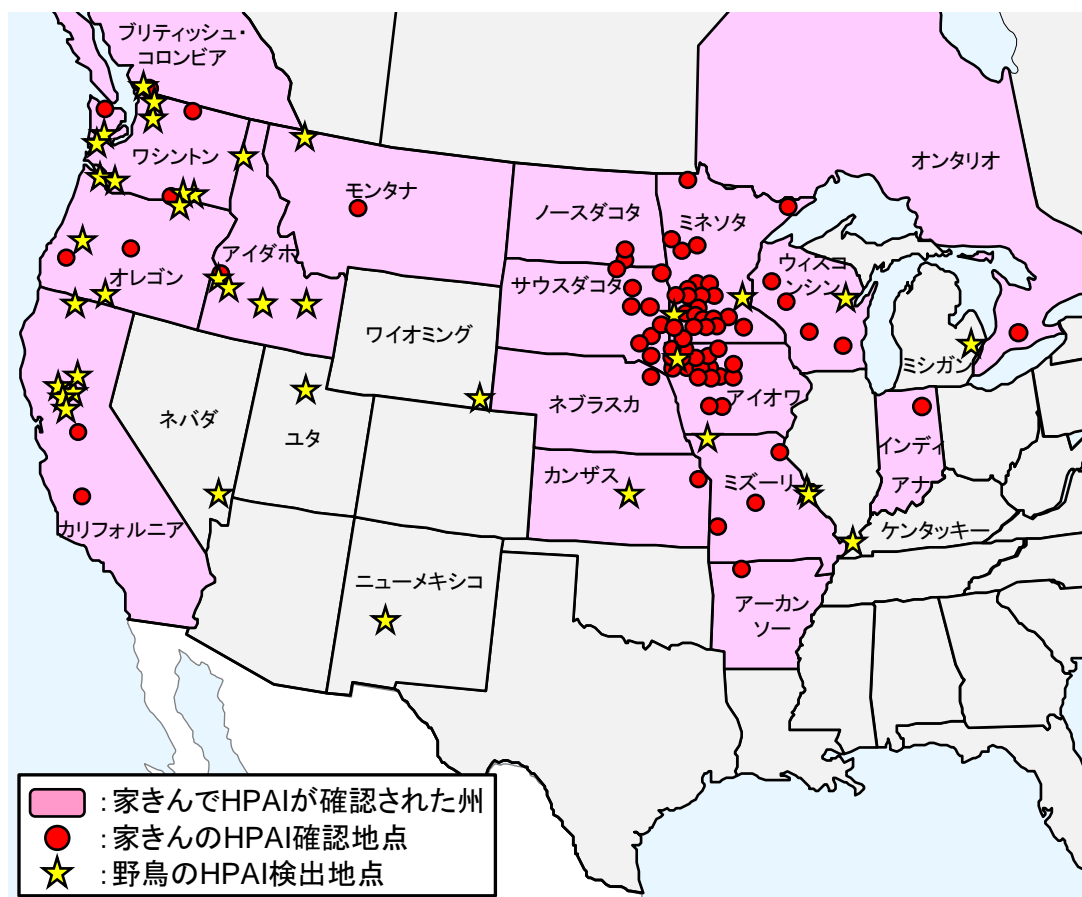 ブリティッシュ・
コロンビア
オンタリオ
ワシントン
モンタナ
ノースダコタ
ミネソタ
アイダホ
オレゴン
サウスダコタ
ウィスコ
ンシン
ワイオミング
ミシガン
ネブラスカ
アイオワ
ネバダ
ユタ
カンザス
ミズーリ
インディ
アナ
カリフォルニア
ケンタッキー
ニューメキシコ
アーカン
ソー
:家きんでHPAIが確認された州
:家きんのHPAI確認地点
:野鳥のHPAI検出地点